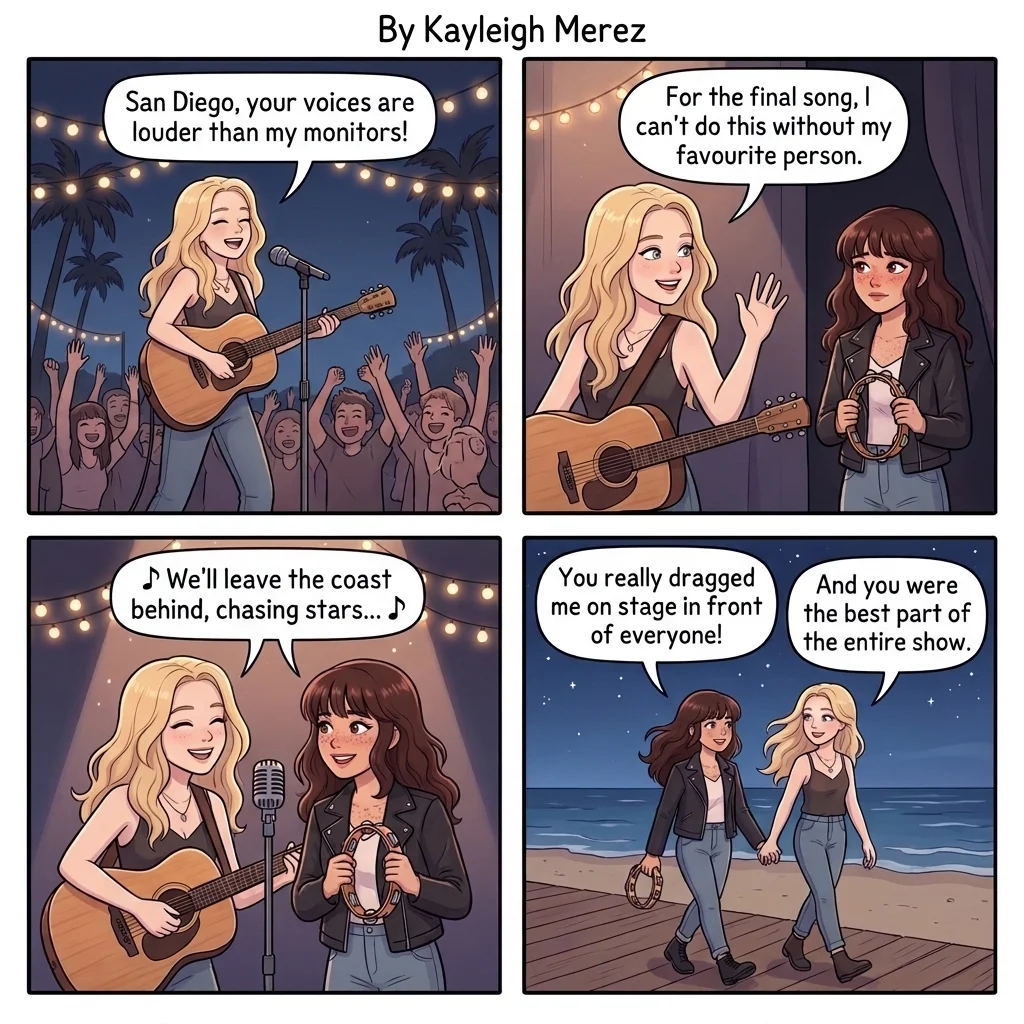 By Kayleigh Merez
San Diego, your voices are
louder than my monitors!
For the final song, I
can't do this without my
favourite person.
♪ We'll leave the coast
behind, chasing stars... ♪
You really dragged
me on stage in front
of everyone!
And you were
the best part of
the entire show.